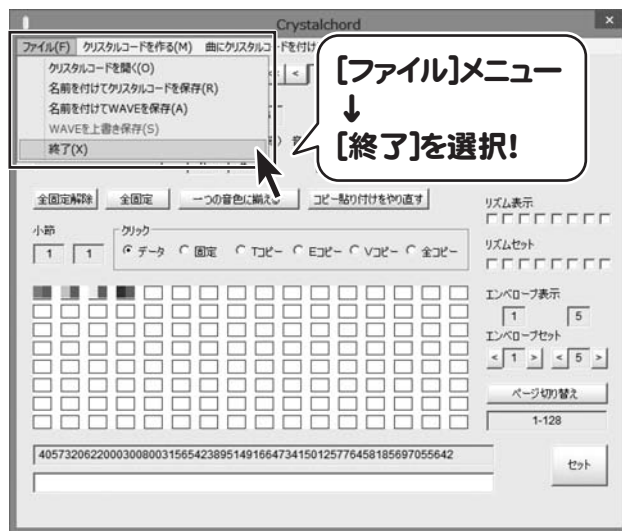 Crystalchord
ファイル(F) クリスタルコードを作る(M) 曲にクリスタルコードを付け
クリスタルコードを開く(O)
名前を付けてクリスタルコードを保存(R)
名前を付けてWAVEを保存(A)
WAVEを上書き保存(S)
終了(X)
[ファイル]メニュー
↓
[終了]を選択!
全固定解除 全固定 一つの音色に揃える コピー貼り付けをやり直す
リズム表示
小節 クリック
1 1 データ 固定 Tコピー Eコピー Vコピー 全コピー
リズムセット
エンベロープ表示
1 5
エンベロープセット
< 1 > < 5 >
ページ切り替え
1-128
405732062200030080031565423895149166473415012577645818569705564​2
セット